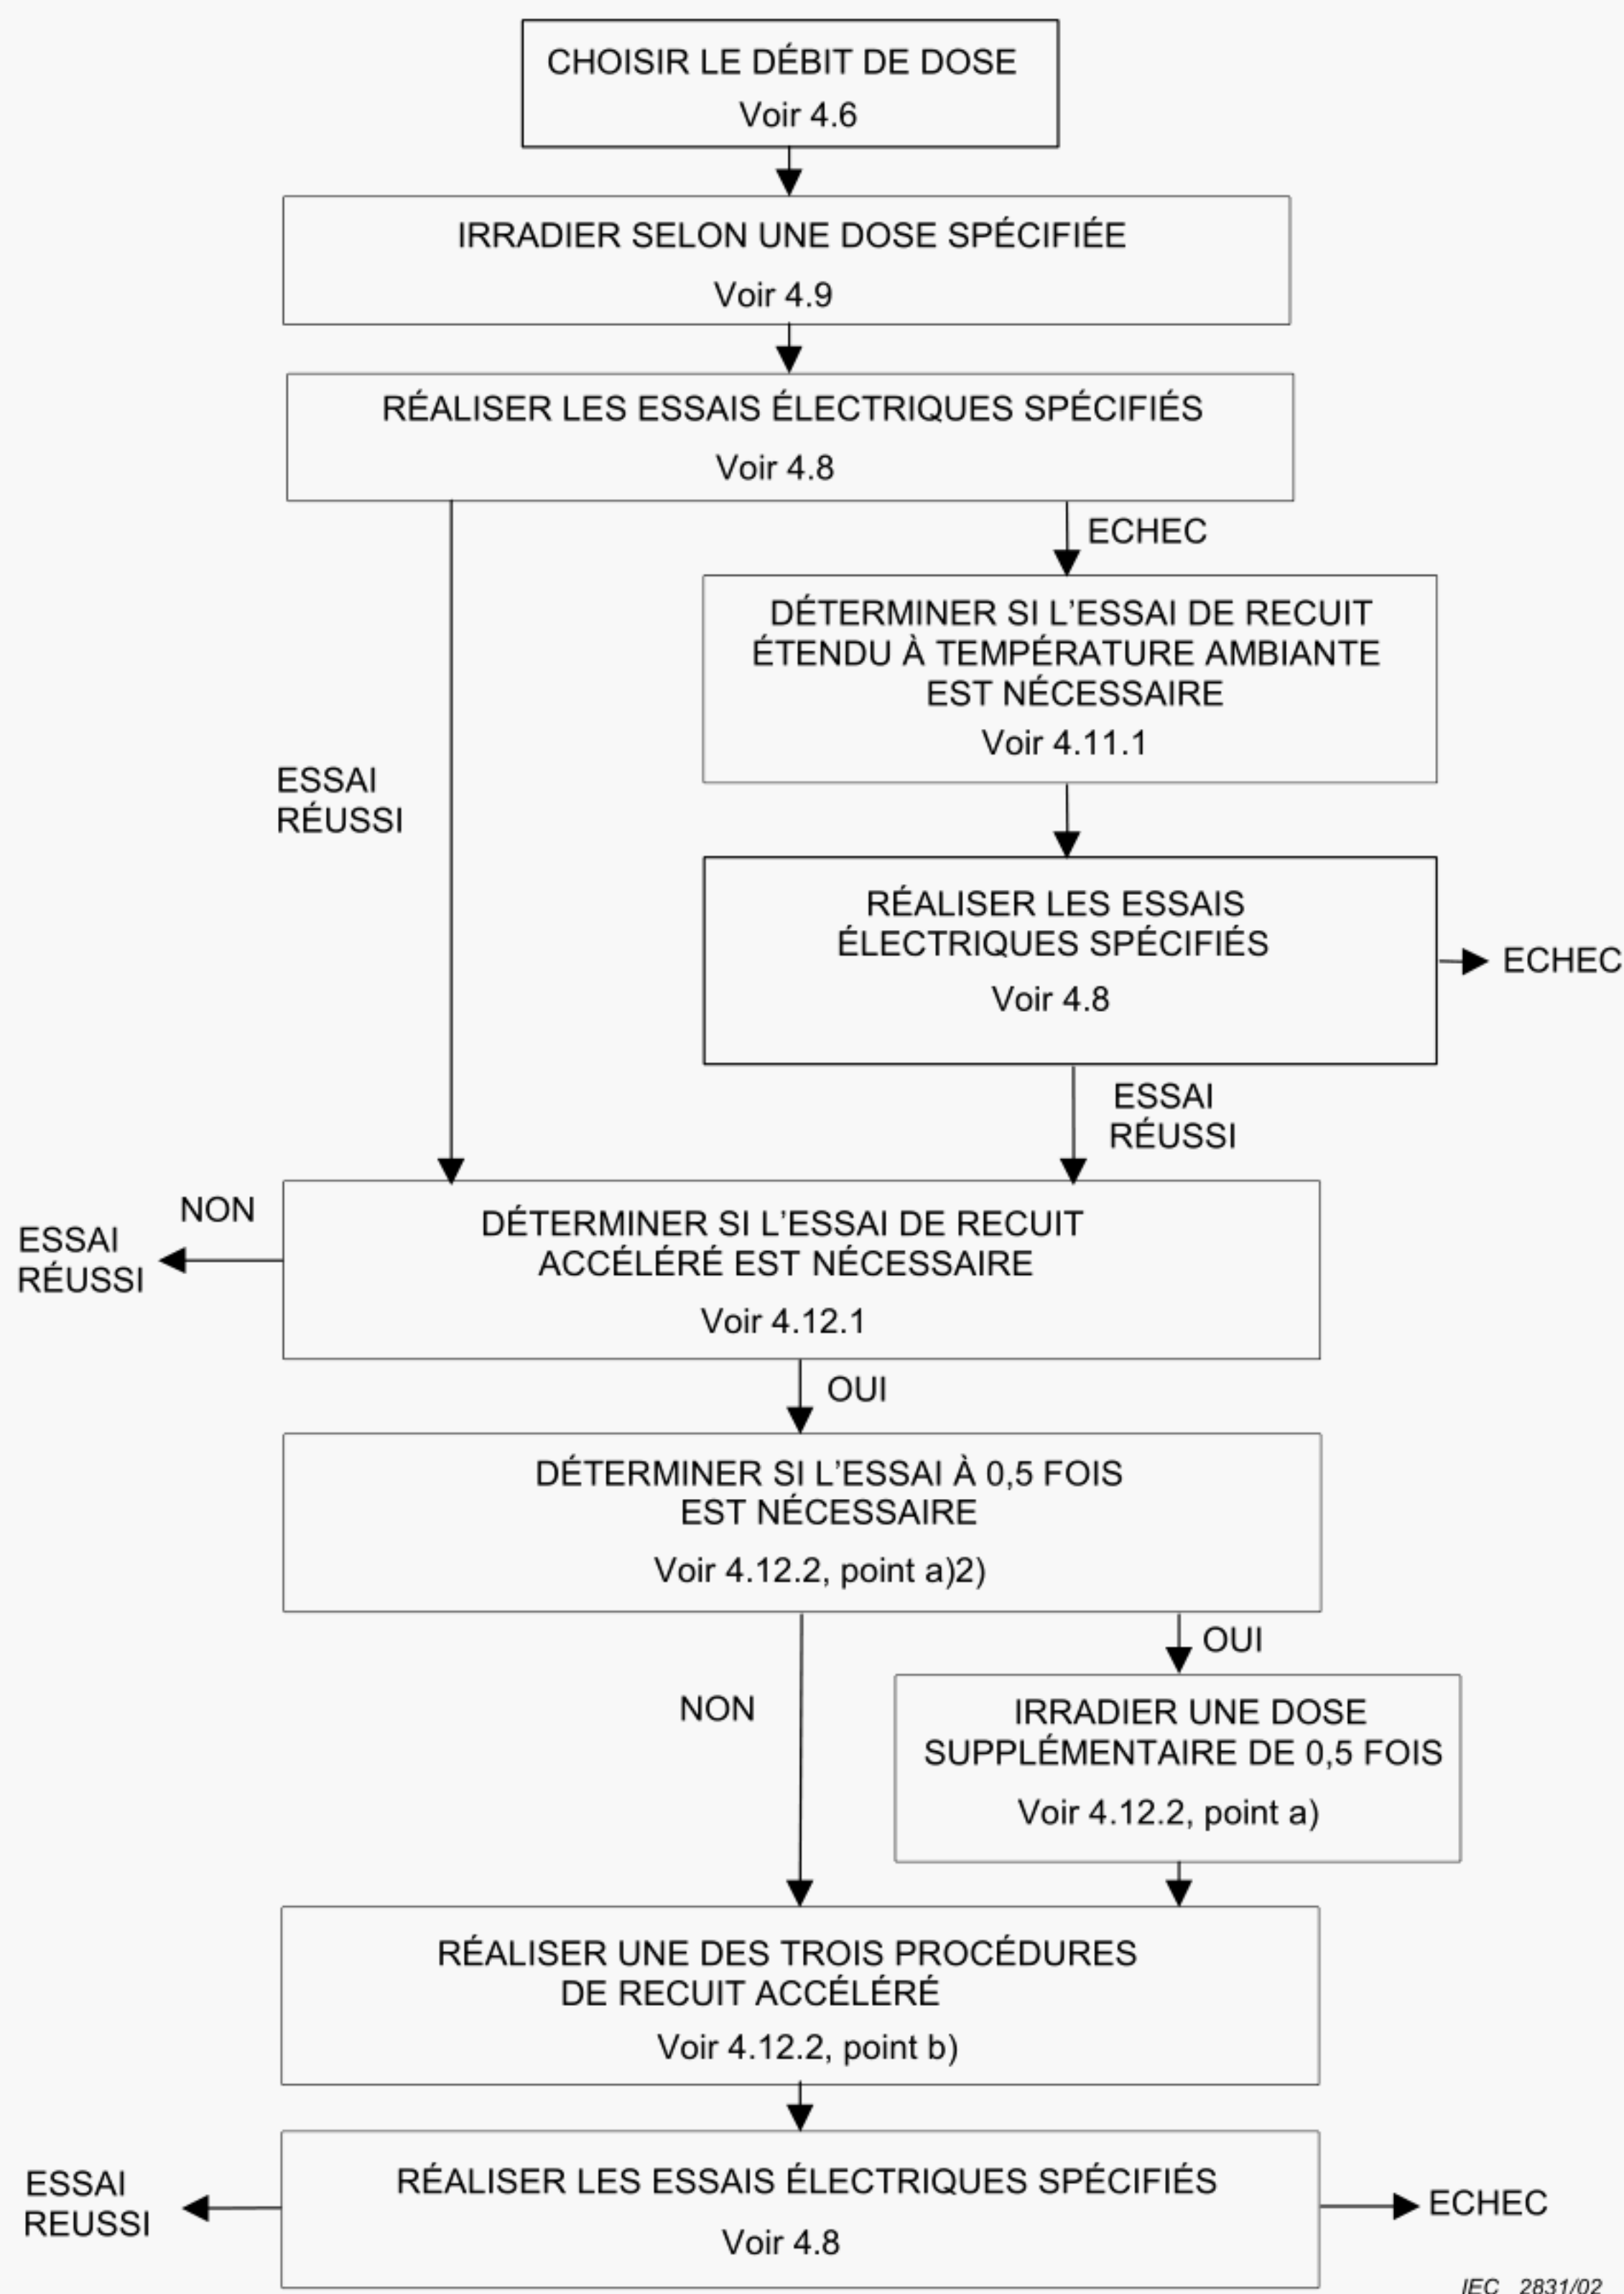 CHOISIR LE DÉBIT DE DOSE
Voir 4.6
IRRADIER SELON UNE DOSE SPÉCIFIÉE
Voir 4.9
RÉALISER LES ESSAIS ÉLECTRIQUES SPÉCIFIÉS
Voir 4.8
ECHEC
DÉTERMINER SI L'ESSAI DE RECUIT
ÉTENDU À TEMPÉRATURE AMBIANTE
EST NÉCESSAIRE
Voir 4.11.1
ESSAI
RÉUSSI
RÉALISER LES ESSAIS
ÉLECTRIQUES SPÉCIFIÉS
Voir 4.8
ECHEC
ESSAI
RÉUSSI
NON
ESSAI
RÉUSSI
DÉTERMINER SI L'ESSAI DE RECUIT
ACCÉLÉRÉ EST NÉCESSAIRE
Voir 4.12.1
OUI
DÉTERMINER SI L'ESSAI À 0,5 FOIS
EST NÉCESSAIRE
Voir 4.12.2, point a)2)
OUI
NON
IRRADIER UNE DOSE
SUPPLÉMENTAIRE DE 0,5 FOIS
Voir 4.12.2, point a)
RÉALISER UNE DES TROIS PROCÉDURES
DE RECUIT ACCÉLÉRÉ
Voir 4.12.2, point b)
ESSAI
REUSSI
RÉALISER LES ESSAIS ÉLECTRIQUES SPÉCIFIÉS
Voir 4.8
ECHEC
IEC 2831/02